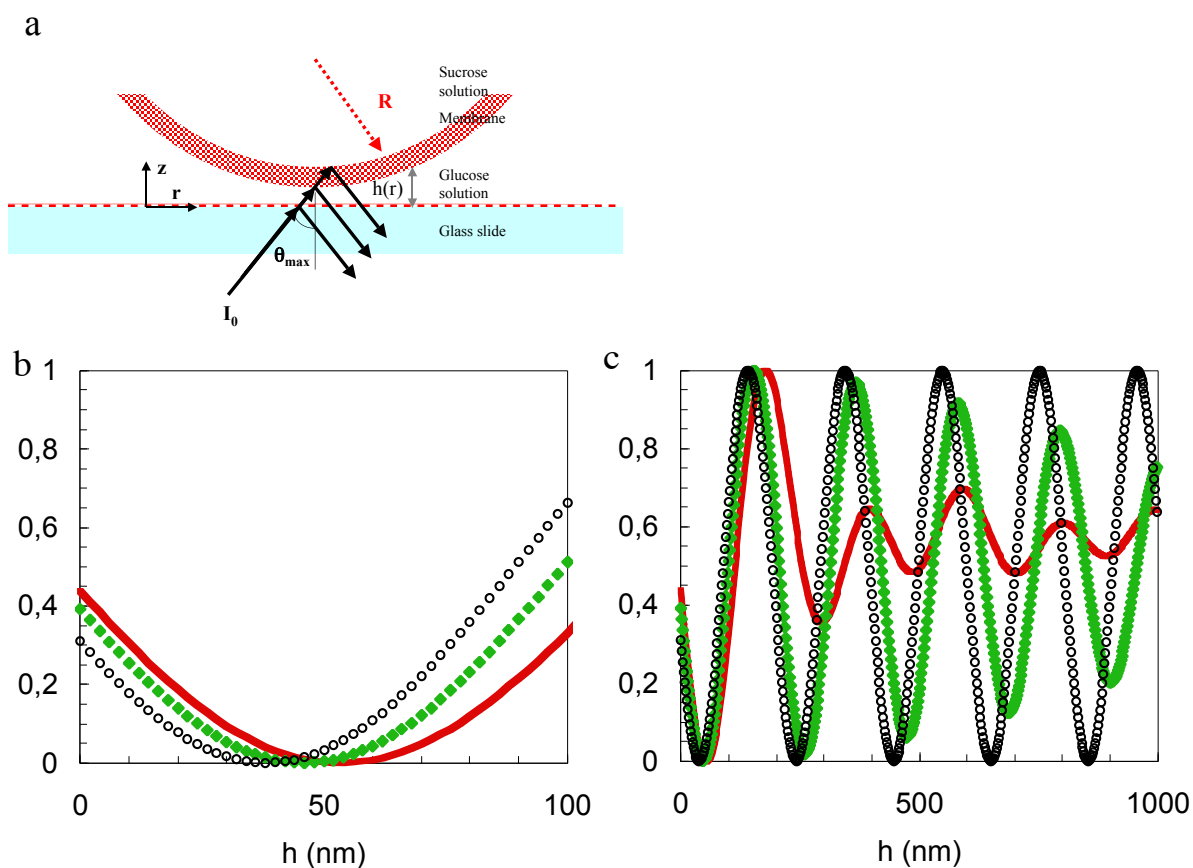 a
Sucrose
solution
R
Membrane
z
Glucose
h(r)
solution
r
Glass slide
θmax
I0
b
c
1
0,8
0,6
0,4
0,2
0
0 50 100
h (nm)
1
0,8
0,6
0,4
0,2
0
0 500 1000
h (nm)